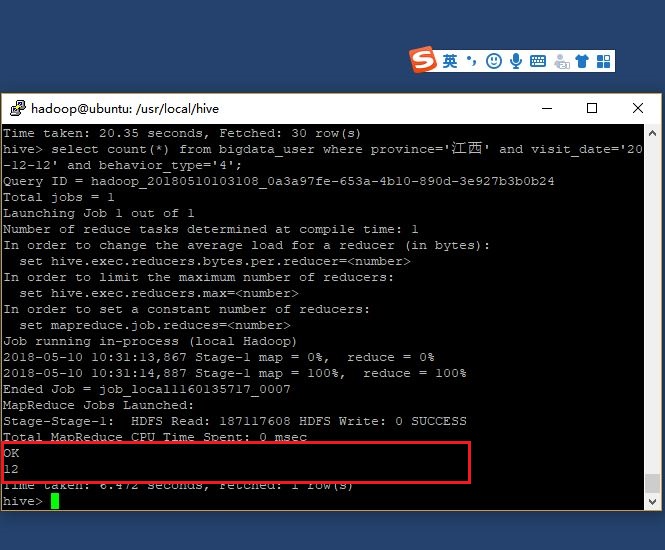 英
hadoop@ubuntu: /usr/local/hive
Time taken: 20.35 seconds, Fetched: 30 row(s)
hive> select count(*) from bigdata_user where province='江西' and visit_date='20
-12-12' and behavior_type='4';
Query ID = hadoop_20180510103108_0a3a97fe-653a-4b10-890d-3e927b3b0b24
Total jobs = 1
Launching Job 1 out of 1
Number of reduce tasks determined at compile time: 1
In order to change the average load for a reducer (in bytes):
  set hive.exec.reducers.bytes.per.reducer=<number>
In order to limit the maximum number of reducers:
  set hive.exec.reducers.max=<number>
In order to set a constant number of reducers:
  set mapreduce.job.reduces=<number>
Job running in-process (local Hadoop)
2018-05-10 10:31:13,867 Stage-1 map = 0%,  reduce = 0%
2018-05-10 10:31:14,887 Stage-1 map = 100%,  reduce = 100%
Ended Job = job_local1160135717_0007
MapReduce Jobs Launched:
Stage-Stage-1:  HDFS Read: 187117608 HDFS Write: 0 SUCCESS
Total MapReduce CPU Time Spent: 0 msec
OK
12
Time taken: 6.472 seconds, Fetched: 1 row(s)
hive>